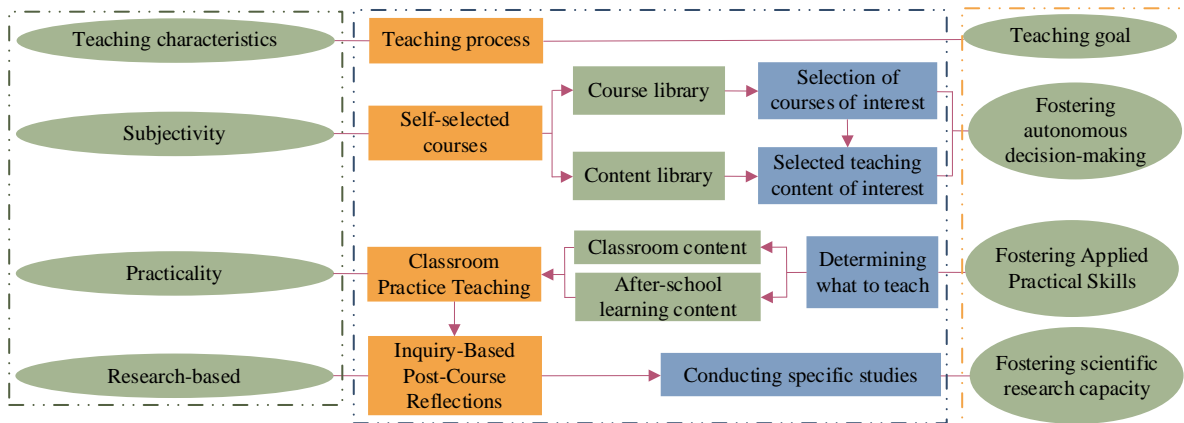 Teaching characteristics
Teaching process
Teaching goal
Subjectivity
Self-selected
courses
Course library
Selection of
courses of interest
Content library
Selected teaching
content of interest
Fostering
autonomous
decision-making
Practicality
Classroom
Practice Teaching
Classroom content
After-school
learning content
Determining
what to teach
Fostering Applied
Practical Skills
Research-based
Inquiry-Based
Post-Course
Reflections
Conducting specific studies
Fostering scientific
research capacity